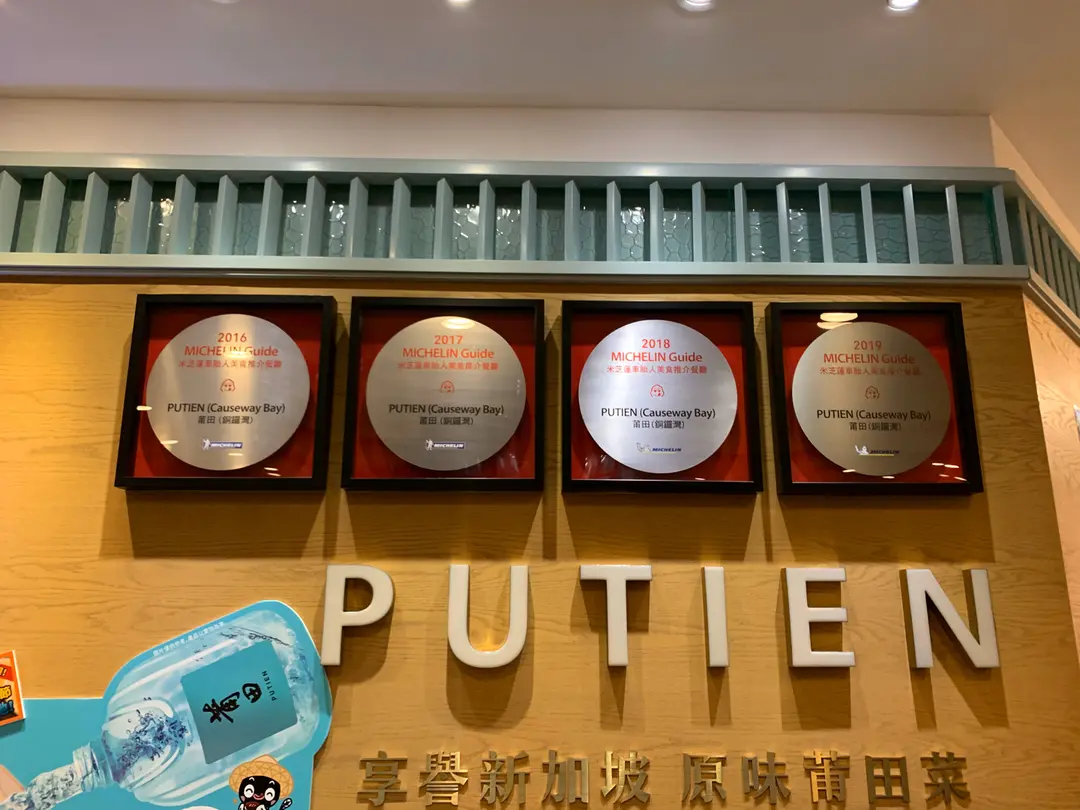 2016
MICHELIN Guide
米芝蓮車胎人美食推介餐廳
PUTIEN (Causeway Bay)
莆田 (銅鑼灣)
MICHELIN
2017
MICHELIN Guide
米芝蓮車胎人美食推介餐廳
PUTIEN (Causeway Bay)
莆田 (銅鑼灣)
MICHELIN
2018
MICHELIN Guide
米芝蓮車胎人美食推介餐廳
PUTIEN (Causeway Bay)
莆田 (銅鑼灣)
MICHELIN
2019
MICHELIN Guide
米芝蓮車胎人美食推介餐廳
PUTIEN (Causeway Bay)
莆田 (銅鑼灣)
MICHELIN
PUTIEN
享譽新加坡 原味莆田菜
莆田
PUTIEN